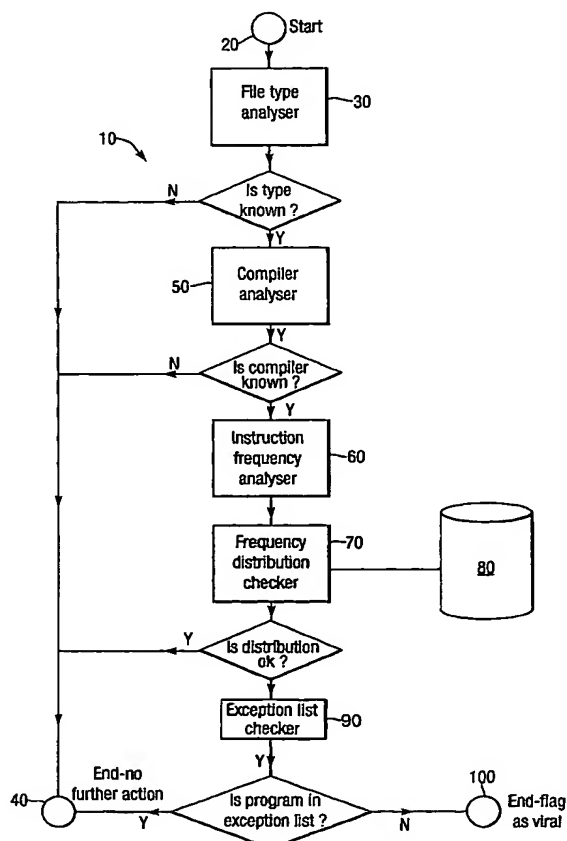 Start
20
File type
analyser
30
10
N
Is type
known ?
Y
50
Compiler
analyser
Y
N
Is compiler
known ?
Y
Instruction
frequency
analyser
60
70
Frequency
distribution
checker
80
Y
Is distribution
ok ?
Exception list
checker
90
Y
End-no
further action
40
Y
Is program in
exception list ?
N
100
End-flag
as viral